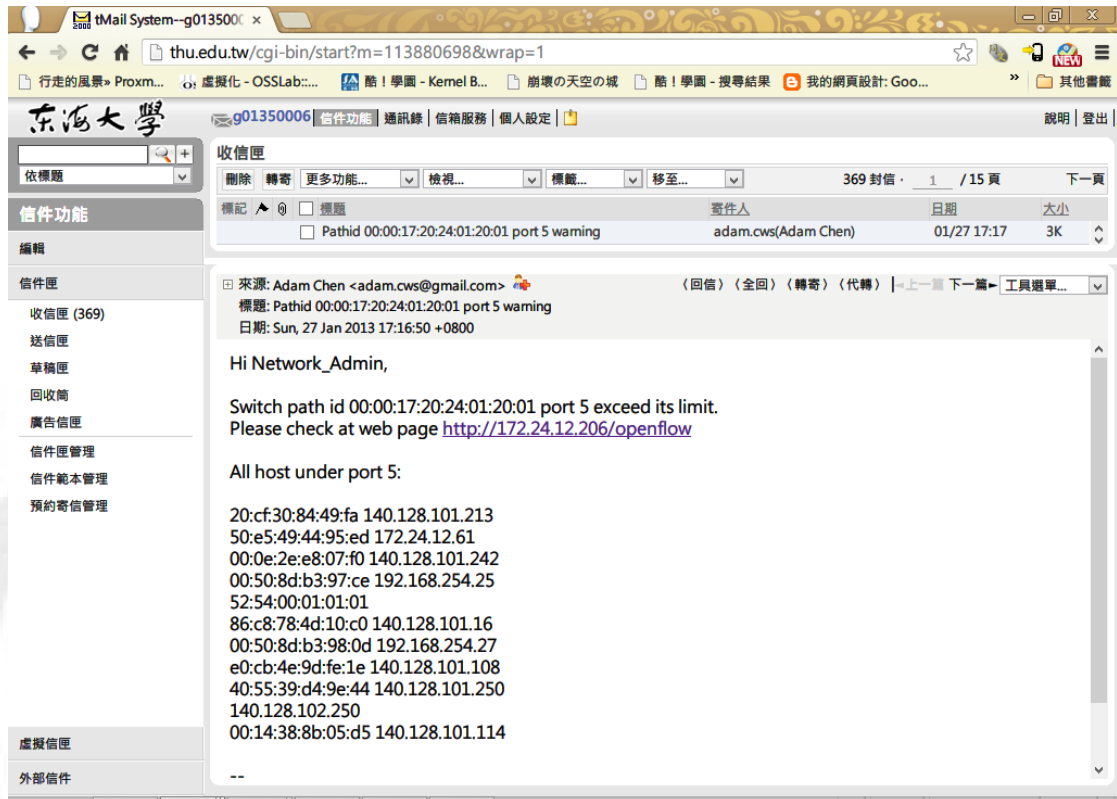 tMail System--g013500(
thu.edu.tw/cgi-bin/start?m=113880698&wrap=1
NEW
行走的風景» Proxm... 虛擬化 - OSSLab::... 酷！學園 - Kernel B... 崩壞の天空の城 酷！學園 - 搜尋結果 我的網頁設計: Goo... » 其他書籤
东海大學
g01350006 信件功能 | 通訊錄 | 信箱服務 | 個人設定 |
說明 | 登出 |
依標題
收信匣
刪除 轉寄 更多功能... 檢視... 標籤... 移至... 369 封信 · 1 / 15 頁 下一頁
標記 標題 寄件人 日期 大小
Pathid 00:00:17:20:24:01:20:01 port 5 warning adam.cws(Adam Chen) 01/27 17:17 3K
信件功能
編輯
信件匣
收信匣 (369)
送信匣
草稿匣
回收筒
廣告信匣
信件匣管理
信件範本管理
預約寄信管理
虛擬信匣
外部信件
來源: Adam Chen <adam.cws@gmail.com>
〈回信〉〈全回〉〈轉寄〉〈代轉〉 |◄上一篇 下一篇► 工具選單...
標題: Pathid 00:00:17:20:24:01:20:01 port 5 warning
日期: Sun, 27 Jan 2013 17:16:50 +0800
Hi Network_Admin,
Switch path id 00:00:17:20:24:01:20:01 port 5 exceed its limit.
Please check at web page http://172.24.12.206/openflow
All host under port 5:
20:cf:30:84:49:fa 140.128.101.213
50:e5:49:44:95:ed 172.24.12.61
00:0e:2e:e8:07:f0 140.128.101.242
00:50:8d:b3:97:ce 192.168.254.25
52:54:00:01:01:01
86:c8:78:4d:10:c0 140.128.101.16
00:50:8d:b3:98:0d 192.168.254.27
e0:cb:4e:9d:fe:1e 140.128.101.108
40:55:39:d4:9e:44 140.128.101.250
140.128.102.250
00:14:38:8b:05:d5 140.128.101.114
--